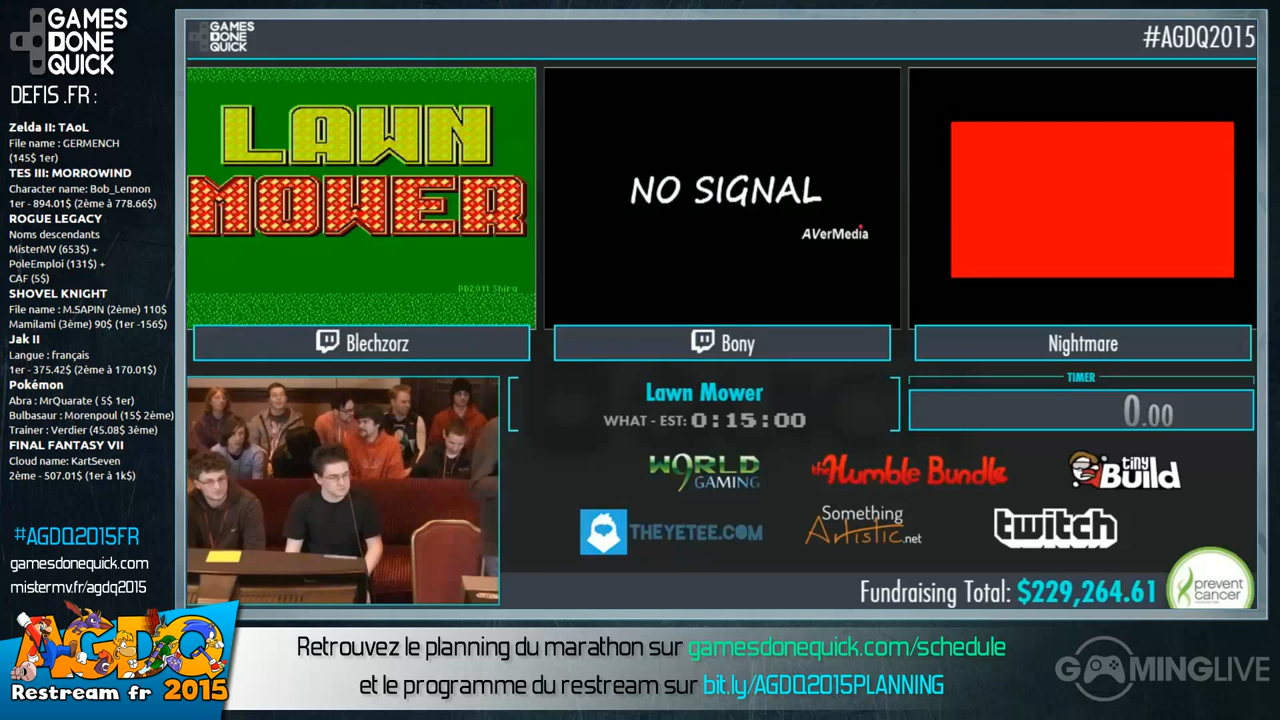 GAMES
DONE
QUICK
DEFIS .FR :
Zelda II: TAoL
File name : GERMENCH
(145$ 1er)
TES III: MORROWIND
Character name: Bob_Lennon
1er - 894.01$ (2ème à 778.66$)
ROGUE LEGACY
Noms descendants
MisterMV (653$) +
PoleEmploi (131$) +
CAF (5$)
SHOVEL KNIGHT
File name : M.SAPIN (2ème) 110$
Mamilami (3ème) 90$ (1er -156$)
Jak II
Langue : français
1er - 375.42$ (2ème à 170.01$)
Pokémon
Abra : MrQuarate ( 5$ 1er)
Bulbasaur : Morenpoul (15$ 2ème)
Trainer : Verdier (45.08$ 3ème)
FINAL FANTASY VII
Cloud name: KartSeven
2ème - 507.01$ (1er à 1k$)
#AGDQ2015FR
gamesdonequick.com
mistermv.fr/agdq2015
AGDQ
Restream fr 2015
GAMES
DONE
QUICK
#AGDQ2015
LAWN
MOWER
PD2011 Shiru
NO SIGNAL
AVerMedia
Blechzorz
Bony
Nightmare
Lawn Mower
WHAT - EST: 0:15:00
TIMER
0.00
W9RLD
GAMING
the Humble Bundle
tiny
Build
THEYETEE.COM
Something
Artistic.net
twitch
Fundraising Total: $229,264.61
prevent
cancer
Retrouvez le planning du marathon sur gamesdonequick.com/schedule
et le programme du restream sur bit.ly/AGDQ2015PLANNING
GAMINGLIVE